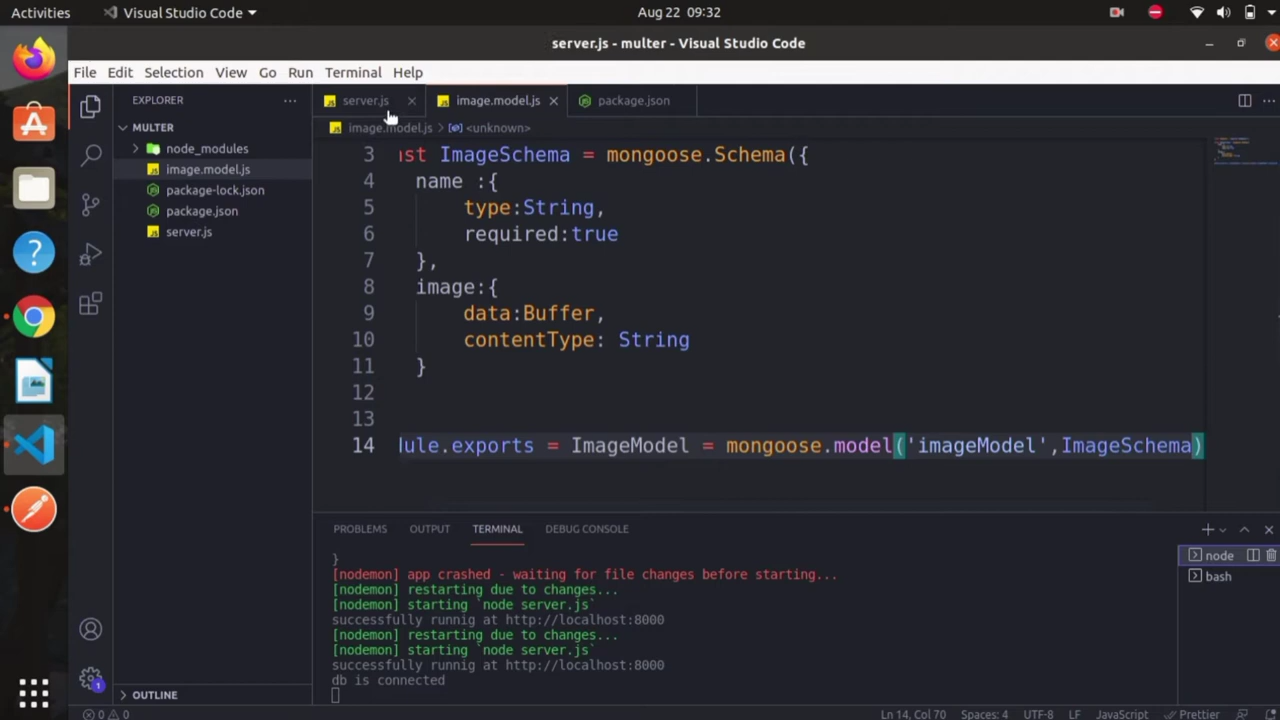 Activities
Visual Studio Code
Aug 22 09:32
server.js - multer - Visual Studio Code
File Edit Selection View Go Run Terminal Help
EXPLORER
server.js
image.model.js
package.json
MULTER
image.model.js > <unknown>
node_modules
image.model.js
package-lock.json
package.json
server.js
3 ıst ImageSchema = mongoose.Schema({
4 name :{
5 type:String,
6 required:true
7 },
8 image:{
9 data:Buffer,
10 contentType: String
11 }
12
13
14 lule.exports = ImageModel = mongoose.model('imageModel',ImageSchema)
PROBLEMS OUTPUT TERMINAL DEBUG CONSOLE
}
[nodemon] app crashed - waiting for file changes before starting...
[nodemon] restarting due to changes...
[nodemon] starting `node server.js`
successfully runnig at http://localhost:8000
[nodemon] restarting due to changes...
[nodemon] starting `node server.js`
successfully runnig at http://localhost:8000
db is connected
node
bash
1
OUTLINE
0 0
Ln 14, Col 70 Spaces: 4 UTF-8 LF JavaScript Prettier